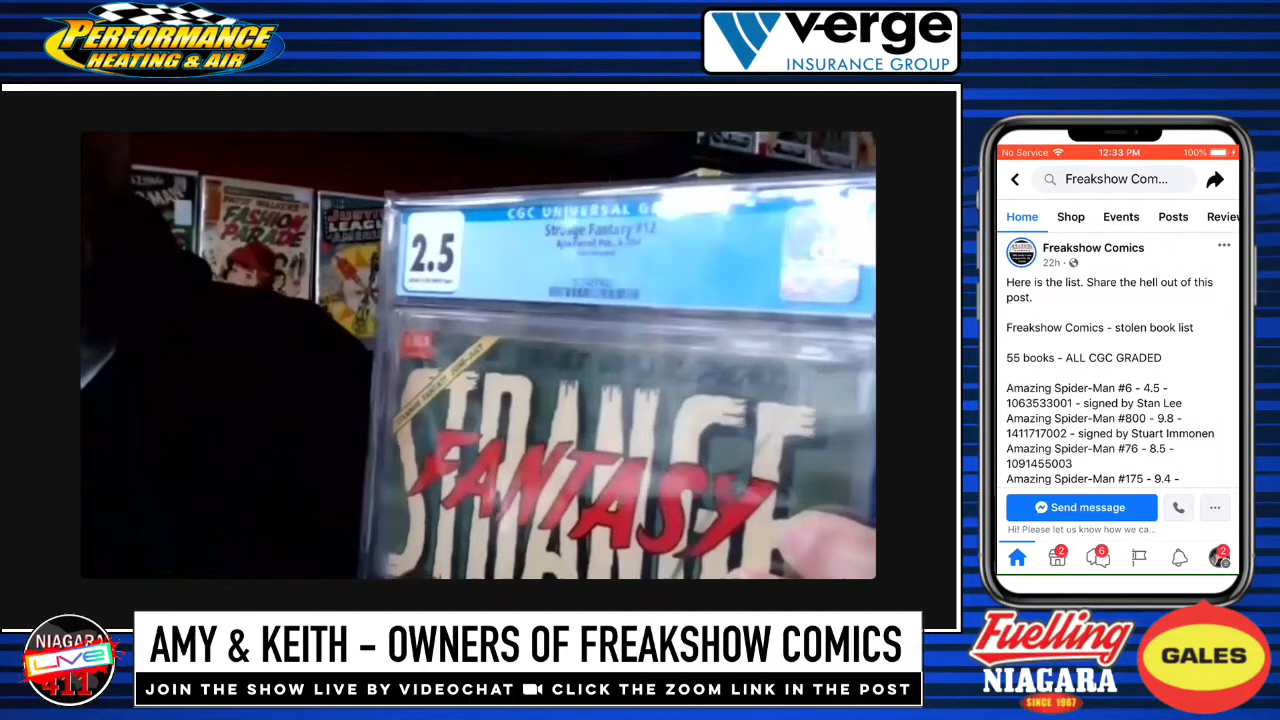 PERFORMANCE
HEATING & AIR
verge
INSURANCE GROUP
FASHION
PARADE
JUSTICE
LEAGUE
CGC UNIVERSAL
Strange Fantasy #12
2.5
STRANGE
FANTASY
No Service
12:33 PM
100%
Freakshow Com...
Home Shop Events Posts Review
Freakshow Comics
22h
Here is the list. Share the hell out of this
post.
Freakshow Comics - stolen book list
55 books - ALL CGC GRADED
Amazing Spider-Man #6 - 4.5 -
1063533001 - signed by Stan Lee
Amazing Spider-Man #800 - 9.8 -
1411717002 - signed by Stuart Immonen
Amazing Spider-Man #76 - 8.5 -
1091455003
Amazing Spider-Man #175 - 9.4 -
Send message
Hi! Please let us know how we ca...
2
6
2
NIAGARA
LIVE
411
AMY & KEITH - OWNERS OF FREAKSHOW COMICS
JOIN THE SHOW LIVE BY VIDEOCHAT CLICK THE ZOOM LINK IN THE POST
Fuelling
NIAGARA
SINCE 1967
GALES